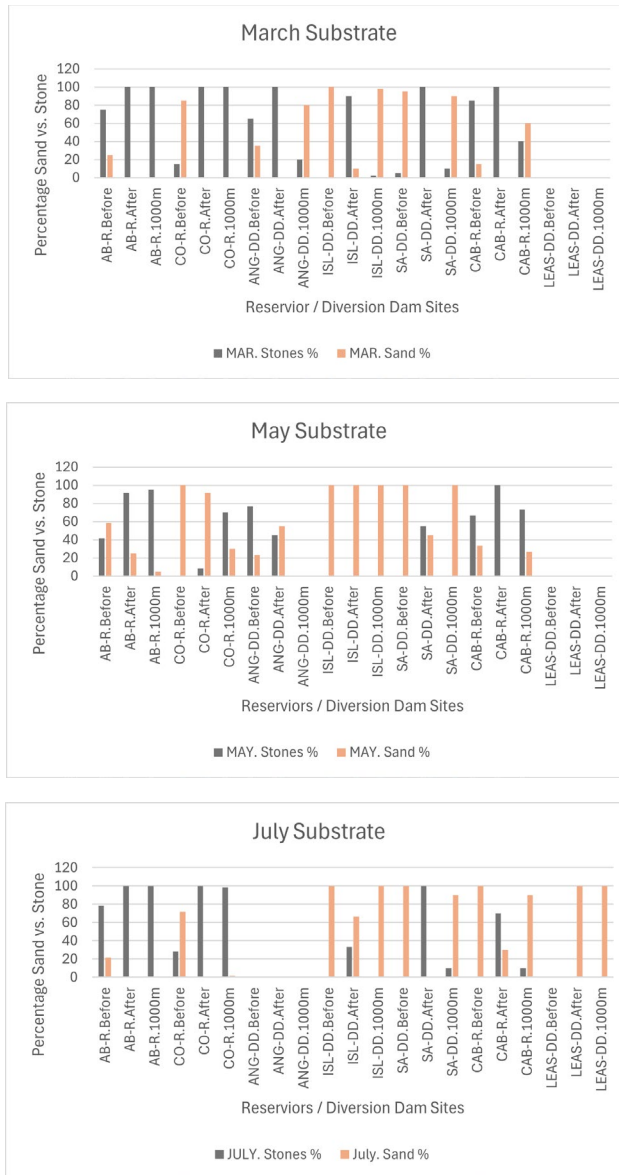 March Substrate
Percentage Sand vs. Stone
120
100
80
60
40
20
0
AB-R.Before
AB-R.After
AB-R.1000m
CO-R.Before
CO-R.After
CO-R.1000m
ANG-DD.Before
ANG-DD.After
ANG-DD.1000m
ISL-DD.Before
ISL-DD.After
ISL-DD.1000m
SA-DD.Before
SA-DD.After
SA-DD.1000m
CAB-R.Before
CAB-R.After
CAB-R.1000m
LEAS-DD.Before
LEAS-DD.After
LEAS-DD.1000m
Reservior / Diversion Dam Sites
MAR. Stones % MAR. Sand %
May Substrate
Percentage Sand vs. Stone
120
100
80
60
40
20
0
AB-R.Before
AB-R.After
AB-R.1000m
CO-R.Before
CO-R.After
CO-R.1000m
ANG-DD.Before
ANG-DD.After
ANG-DD.1000m
ISL-DD.Before
ISL-DD.After
ISL-DD.1000m
SA-DD.Before
SA-DD.After
SA-DD.1000m
CAB-R.Before
CAB-R.After
CAB-R.1000m
LEAS-DD.Before
LEAS-DD.After
LEAS-DD.1000m
Reserviors / Diversion Dam Sites
MAY. Stones % MAY. Sand %
July Substrate
Percentage Sand vs. Stone
120
100
80
60
40
20
0
AB-R.Before
AB-R.After
AB-R.1000m
CO-R.Before
CO-R.After
CO-R.1000m
ANG-DD.Before
ANG-DD.After
ANG-DD.1000m
ISL-DD.Before
ISL-DD.After
ISL-DD.1000m
SA-DD.Before
SA-DD.After
SA-DD.1000m
CAB-R.Before
CAB-R.After
CAB-R.1000m
LEAS-DD.Before
LEAS-DD.After
LEAS-DD.1000m
Reserviors / Diversion Dam Sites
JULY. Stones % July. Sand %